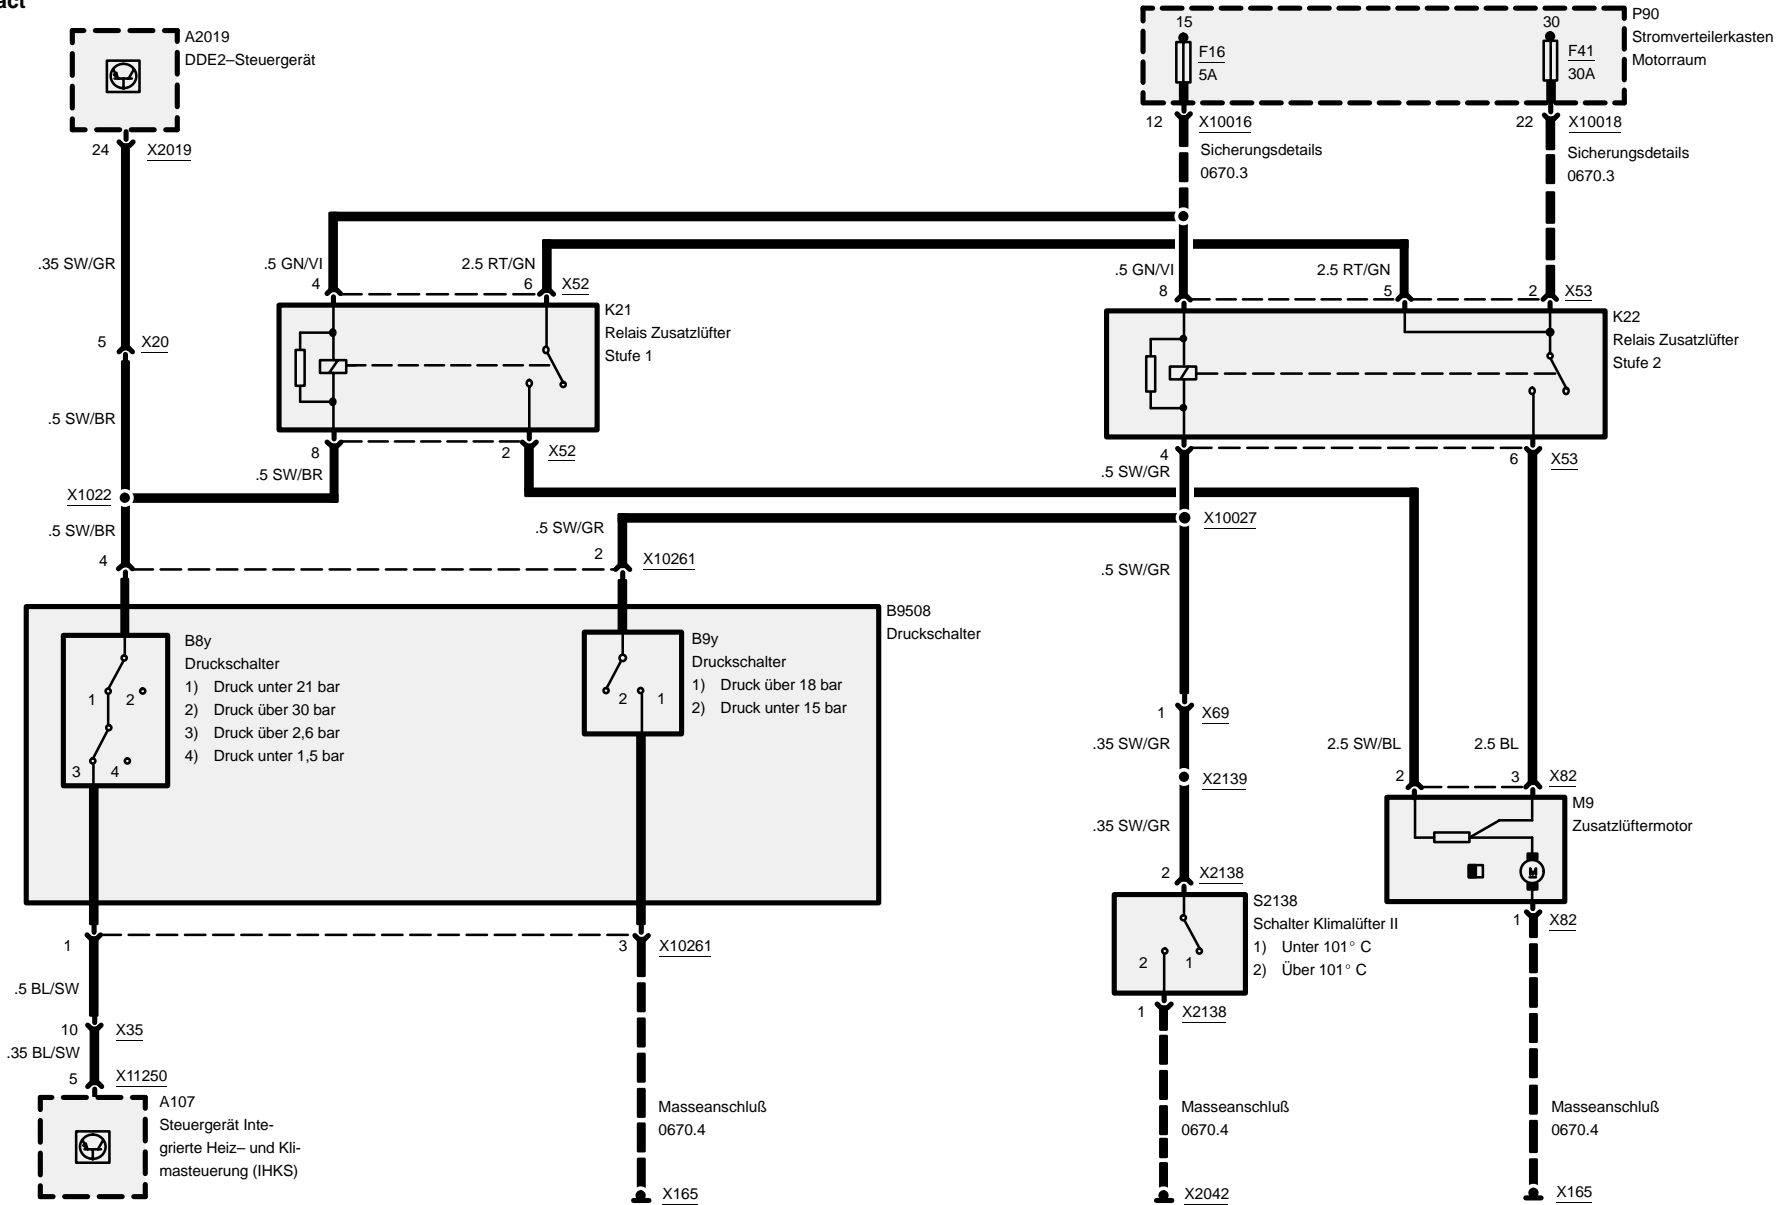 act
A2019
DDE2–Steuergerät
24
X2019
.35 SW/GR
5
X20
.5 SW/BR
X1022
.5 SW/BR
4
P90
Stromverteilerkasten
Motorraum
15
F16
5A
30
F41
30A
12
X10016
Sicherungsdetails
0670.3
22
X10018
Sicherungsdetails
0670.3
.5 GN/VI
4
2.5 RT/GN
6
X52
K21
Relais Zusatzlüfter
Stufe 1
8
.5 SW/BR
2
X52
.5 GN/VI
8
2.5 RT/GN
5
2
X53
K22
Relais Zusatzlüfter
Stufe 2
4
.5 SW/GR
6
X53
.5 SW/GR
2
X10261
X10027
.5 SW/GR
B9508
Druckschalter
B8y
Druckschalter
1) Druck unter 21 bar
2) Druck über 30 bar
3) Druck über 2,6 bar
4) Druck unter 1,5 bar
1
2
3
4
B9y
Druckschalter
1) Druck über 18 bar
2) Druck unter 15 bar
2
1
1
X69
.35 SW/GR
X2139
.35 SW/GR
2
X2138
S2138
Schalter Klimalüfter II
1) Unter 101° C
2) Über 101° C
2
1
1
X2138
2.5 SW/BL
2
2.5 BL
3
X82
M9
Zusatzlüftermotor
M
1
X82
1
3
X10261
.5 BL/SW
10
X35
.35 BL/SW
5
X11250
A107
Steuergerät Inte-
grierte Heiz– und Kli-
masteuerung (IHKS)
Masseanschluß
0670.4
X165
Masseanschluß
0670.4
X2042
Masseanschluß
0670.4
X165